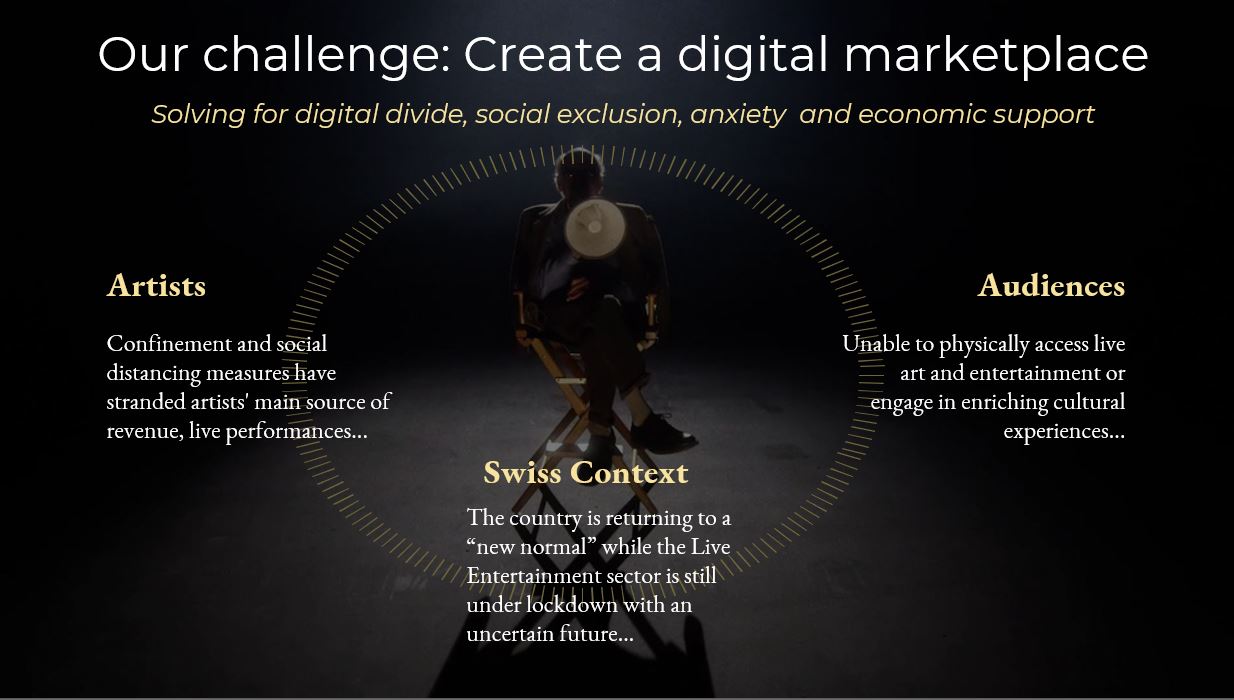 Our challenge: Create a digital marketplace
Solving for digital divide, social exclusion, anxiety and economic support
Artists
Confinement and social
distancing measures have
stranded artists' main source of
revenue, live performances...
Audiences
Unable to physically access live
art and entertainment or
engage in enriching cultural
experiences...
Swiss Context
The country is returning to a
“new normal” while the Live
Entertainment sector is still
under lockdown with an
uncertain future...